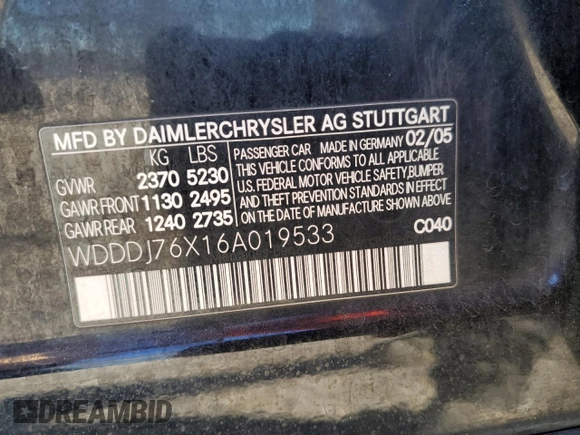 MFD BY DAIMLERCHRYSLER AG STUTTGART
KG LBS
GVWR 2370 5230
GAWR FRONT 1130 2495
GAWR REAR 1240 2735
PASSENGER CAR MADE IN GERMANY 02/05
THIS VEHICLE CONFORMS TO ALL APPLICABLE
U.S. FEDERAL MOTOR VEHICLE SAFETY,BUMPER
AND THEFT PREVENTION STANDARDS IN EFFECT
ON THE DATE OF MANUFACTURE SHOWN ABOVE.
WDDDJ76X16A019533
C040
DREAMBID